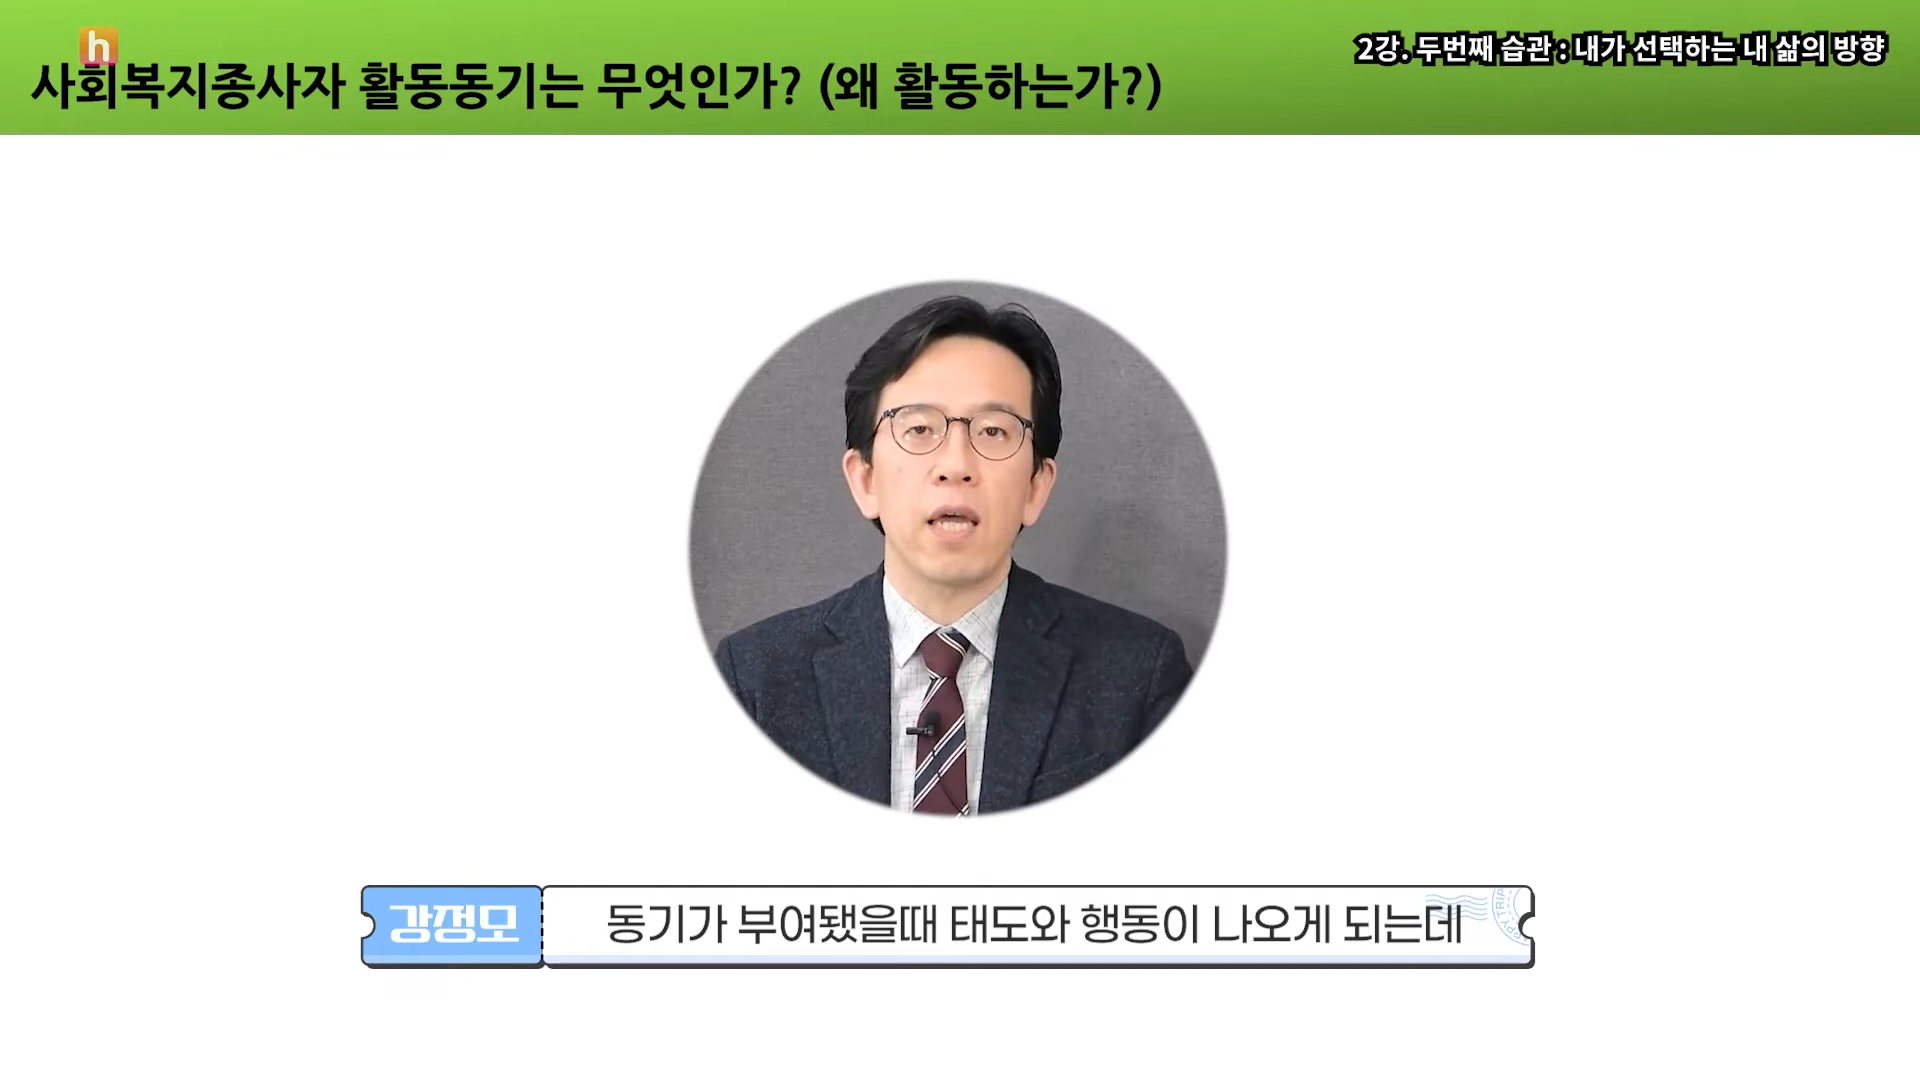 h
사회복지종사자 활동동기는 무엇인가? (왜 활동하는가?)
2강. 두번째 습관 : 내가 선택하는 내 삶의 방향
강정모
동기가 부여됐을때 태도와 행동이 나오게 되는데